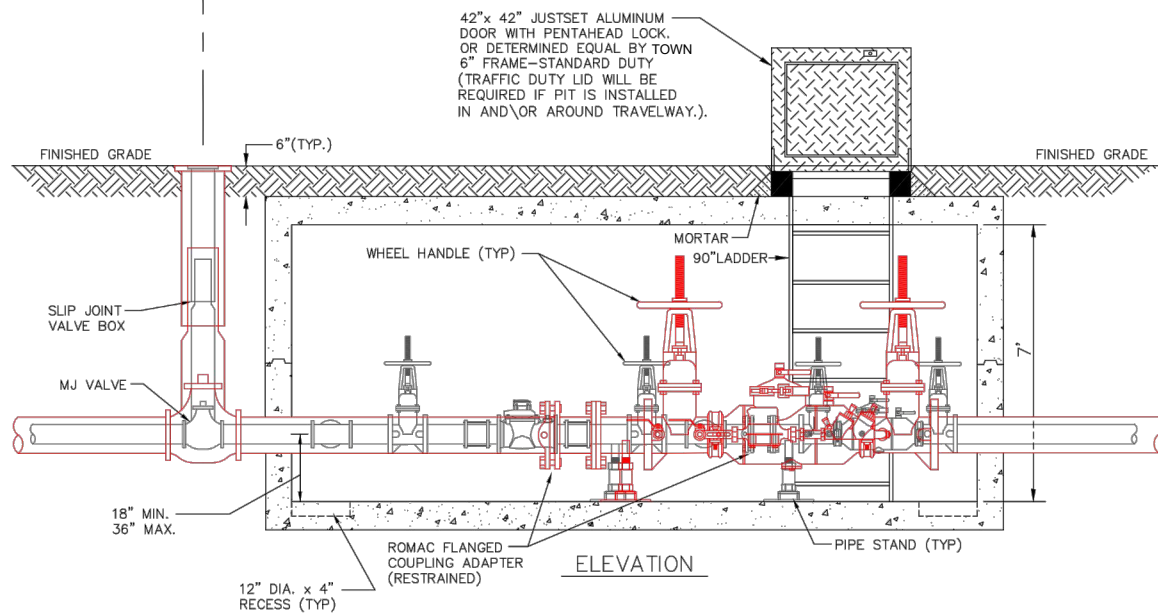 42"x 42" JUSTSET ALUMINUM
DOOR WITH PENTAHEAD LOCK.
OR DETERMINED EQUAL BY TOWN
6" FRAME-STANDARD DUTY
(TRAFFIC DUTY LID WILL BE
REQUIRED IF PIT IS INSTALLED
IN AND\OR AROUND TRAVELWAY.).
FINISHED GRADE
6"(TYP.)
FINISHED GRADE
MORTAR
90"LADDER
WHEEL HANDLE (TYP)
SLIP JOINT
VALVE BOX
7'
MJ VALVE
18" MIN.
36" MAX.
ROMAC FLANGED
COUPLING ADAPTER
(RESTRAINED)
PIPE STAND (TYP)
ELEVATION
12" DIA. x 4"
RECESS (TYP)